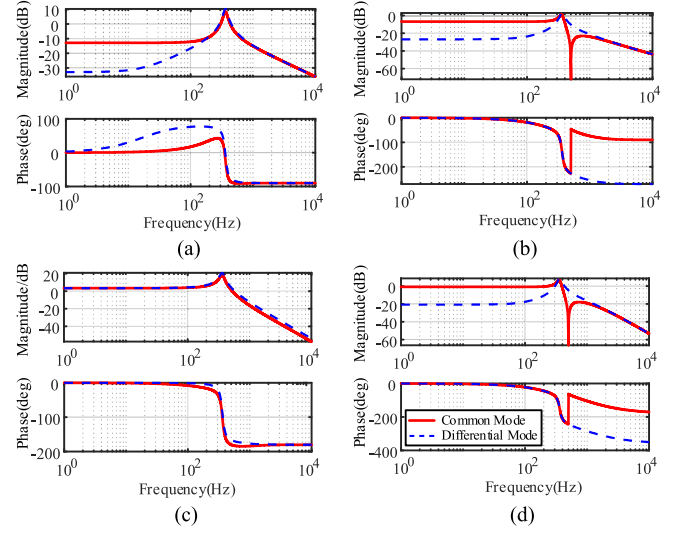 Magnitude(dB)
10
0
-10
-20
-30
10^0
10^2
10^4
Phase(deg)
100
0
-100
10^0
10^2
10^4
Frequency(Hz)
(a)
Magnitude(dB)
0
-20
-40
-60
10^0
10^2
10^4
Phase(deg)
0
-100
-200
10^0
10^2
10^4
Frequency(Hz)
(b)
Magnitude/dB
20
0
-20
-40
10^0
10^2
10^4
Phase(deg)
0
-100
-200
10^0
10^2
10^4
Frequency(Hz)
(c)
Magnitude(dB)
0
-20
-40
-60
10^0
10^2
10^4
Phase(deg)
0
-200
-400
Common Mode
Differential Mode
10^0
10^2
10^4
Frequency(Hz)
(d)